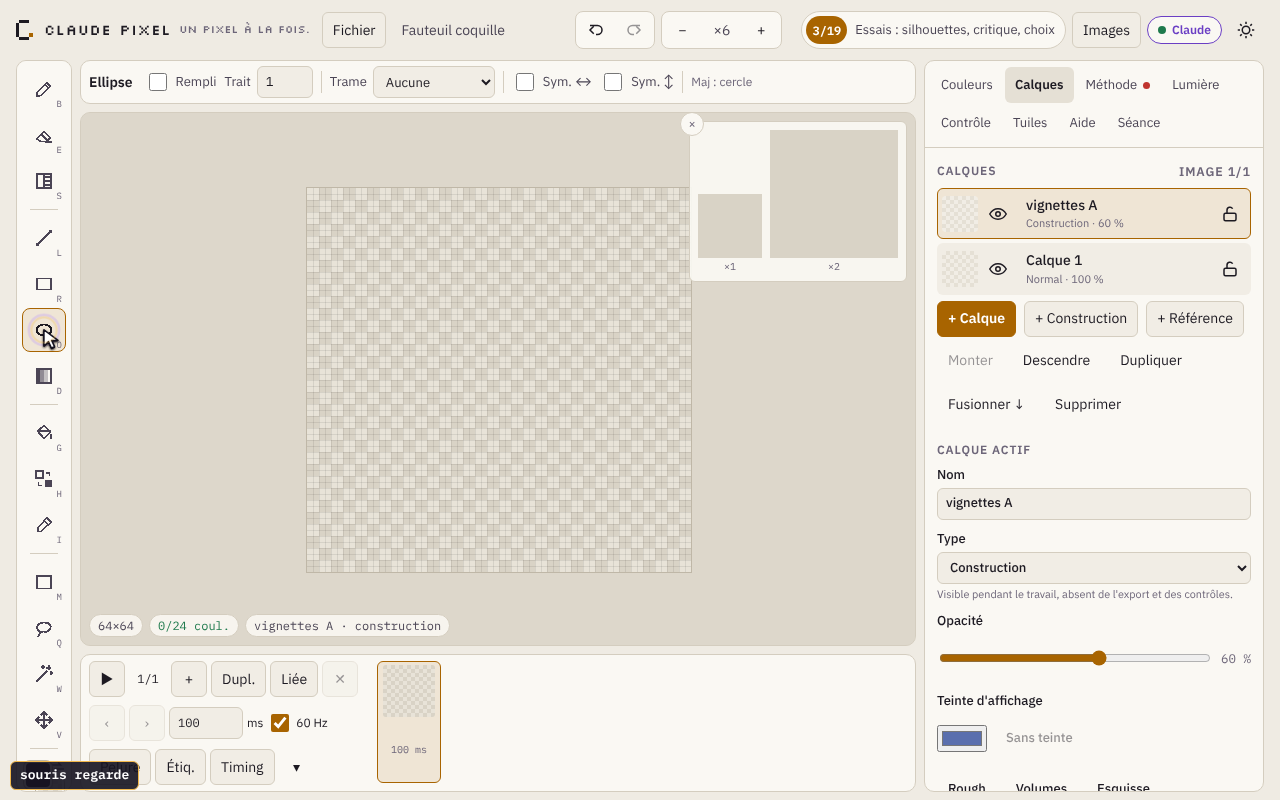 CLAUDE PIXEL UN PIXEL À LA FOIS. Fichier Fauteuil coquille − ×6 + 3/19 Essais : silhouettes, critique, choix Images Claude
Ellipse Rempli Trait 1 Trame Aucune Sym. ↔ Sym. ↕ Maj : cercle
B
E
S
L
R
D
G
H
I
M
Q
W
V
×
×1 ×2
64×64 0/24 coul. vignettes A · construction
1/1 + Dupl. Liée ×
‹ › 100 ms 60 Hz
Étiq. Timing ▼
100 ms
souris regarde
Couleurs Calques Méthode Lumière
Contrôle Tuiles Aide Séance
CALQUES IMAGE 1/1
vignettes A
Construction · 60 %
Calque 1
Normal · 100 %
+ Calque + Construction + Référence
Monter Descendre Dupliquer
Fusionner ↓ Supprimer
CALQUE ACTIF
Nom
vignettes A
Type
Construction
Visible pendant le travail, absent de l'export et des contrôles.
Opacité
60 %
Teinte d'affichage
Sans teinte
Rough Volumes Esquisse